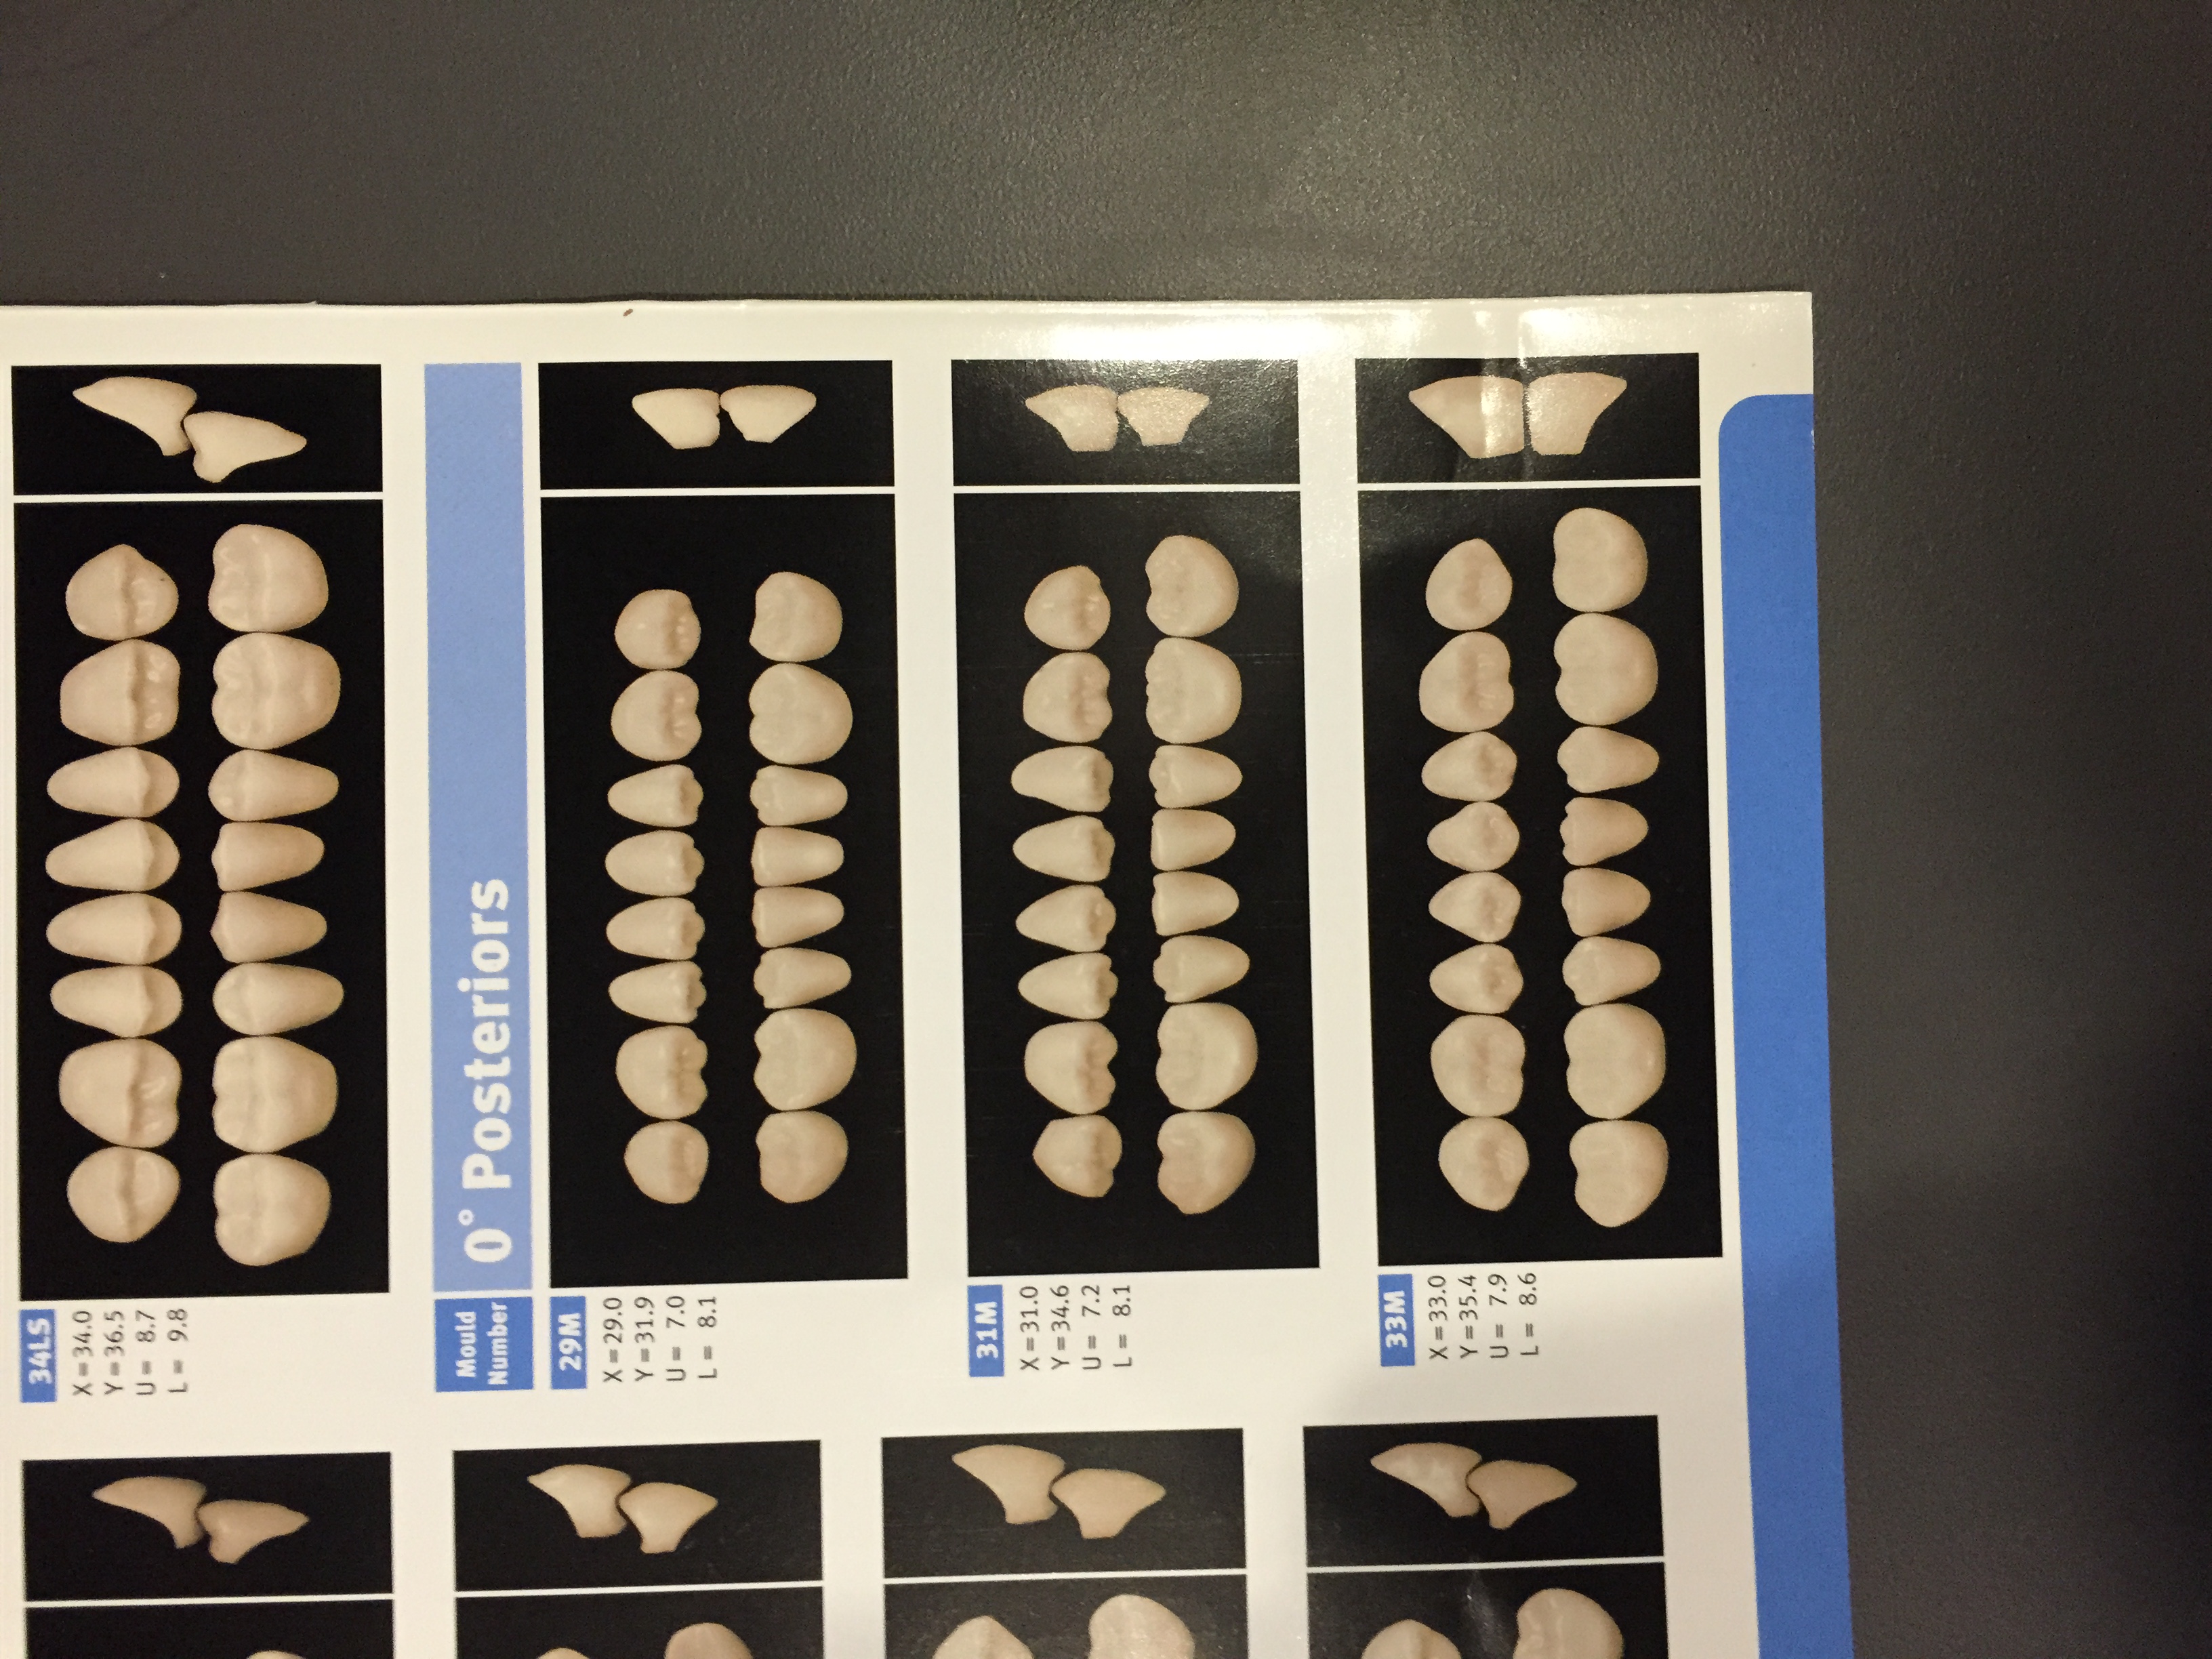 34LS
X = 34.0
Y = 36.5
U = 8.7
L = 9.8
Mould
Number
0° Posteriors
29M
X = 29.0
Y = 31.9
U = 7.0
L = 8.1
31M
X = 31.0
Y = 34.6
U = 7.2
L = 8.1
33M
X = 33.0
Y = 35.4
U = 7.9
L = 8.6